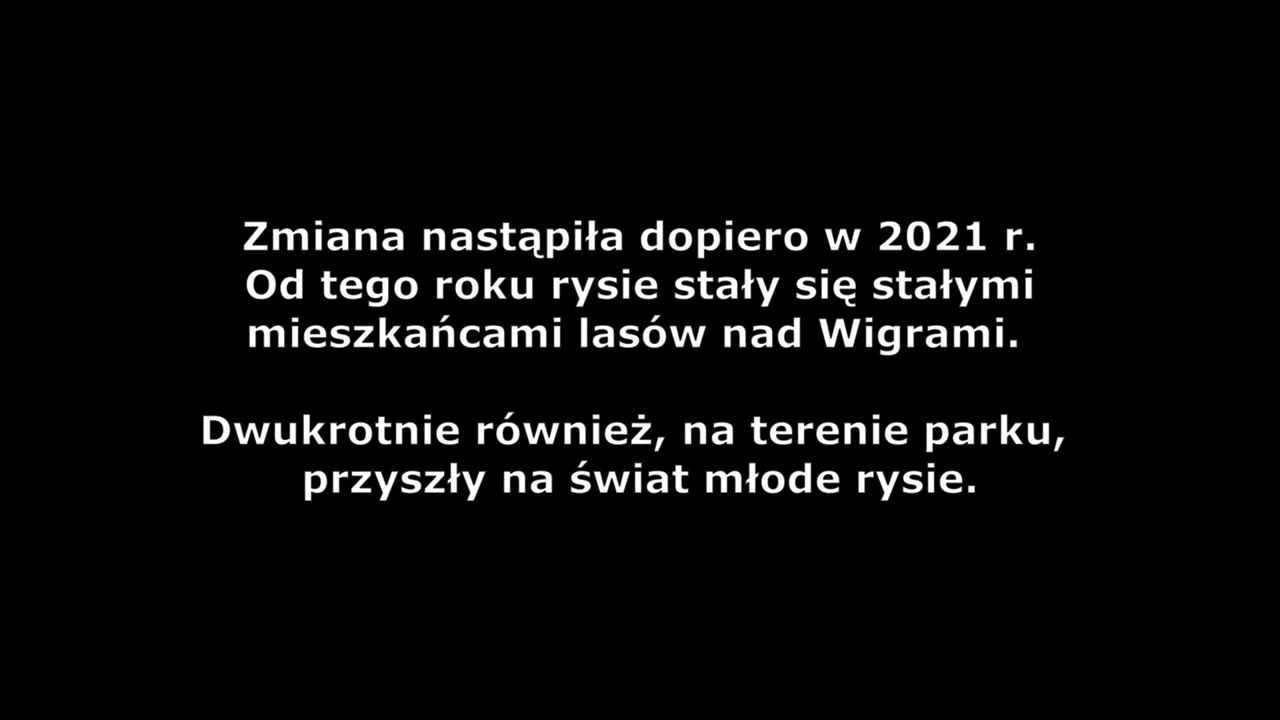 Zmiana nastąpiła dopiero w 2021 r.
Od tego roku rysie stały się stałymi
mieszkańcami lasów nad Wigrami.
Dwukrotnie również, na terenie parku,
przyszły na świat młode rysie.